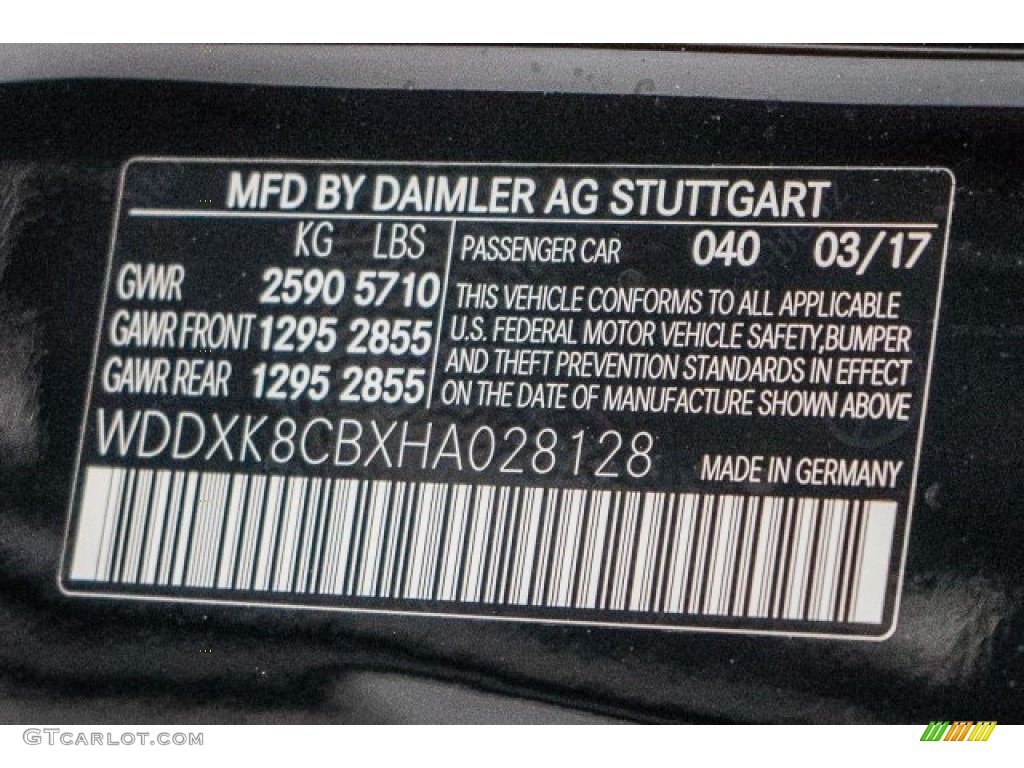 MFD BY DAIMLER AG STUTTGART
KG LBS
GVWR 2590 5710
GAWR FRONT 1295 2855
GAWR REAR 1295 2855
PASSENGER CAR 040 03/17
THIS VEHICLE CONFORMS TO ALL APPLICABLE
U.S. FEDERAL MOTOR VEHICLE SAFETY,BUMPER
AND THEFT PREVENTION STANDARDS IN EFFECT
ON THE DATE OF MANUFACTURE SHOWN ABOVE
WDDXK8CBXHA028128
MADE IN GERMANY
GTCarlot.com